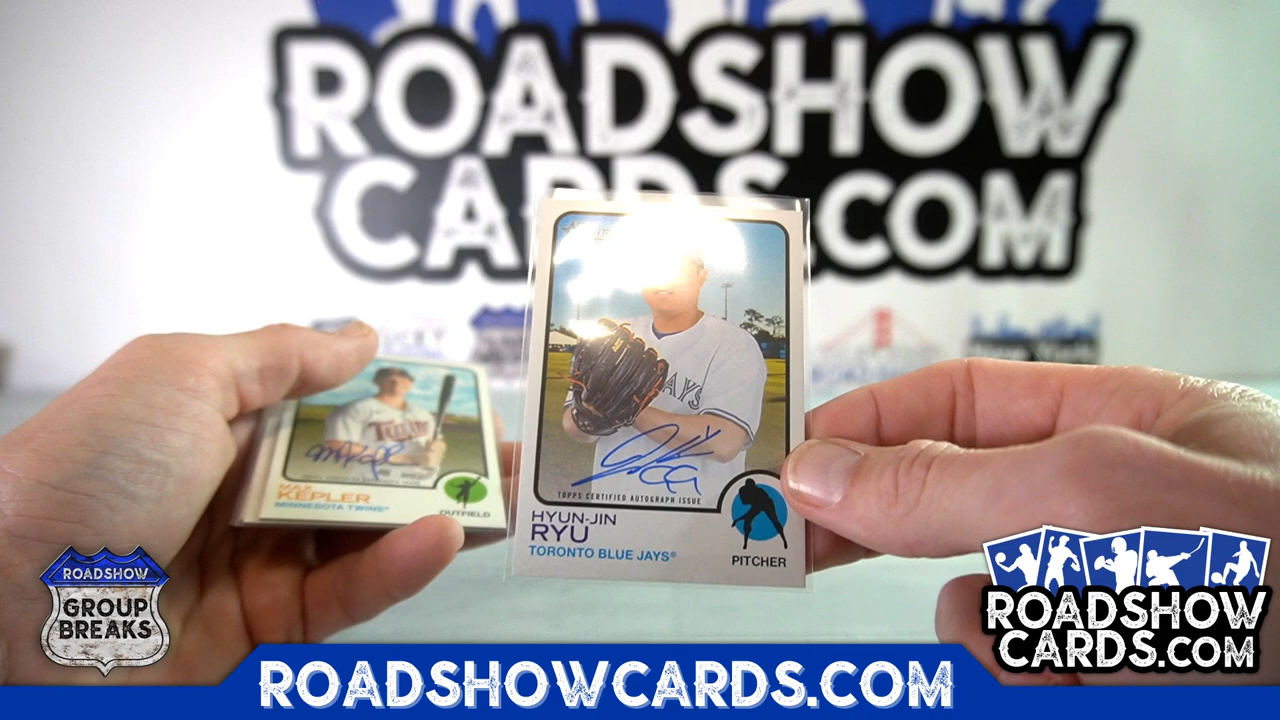 ROADSHOW
CARDS.COM
AYS
TOPPS CERTIFIED AUTOGRAPH ISSUE
HYUN-JIN
RYU
TORONTO BLUE JAYS®
PITCHER
MAX
KEPLER
MINNESOTA TWINS®
OUTFIELD
ROADSHOW
GROUP
BREAKS
ROADSHOWCARDS.COM
ROADSHOW
CARDS.COM